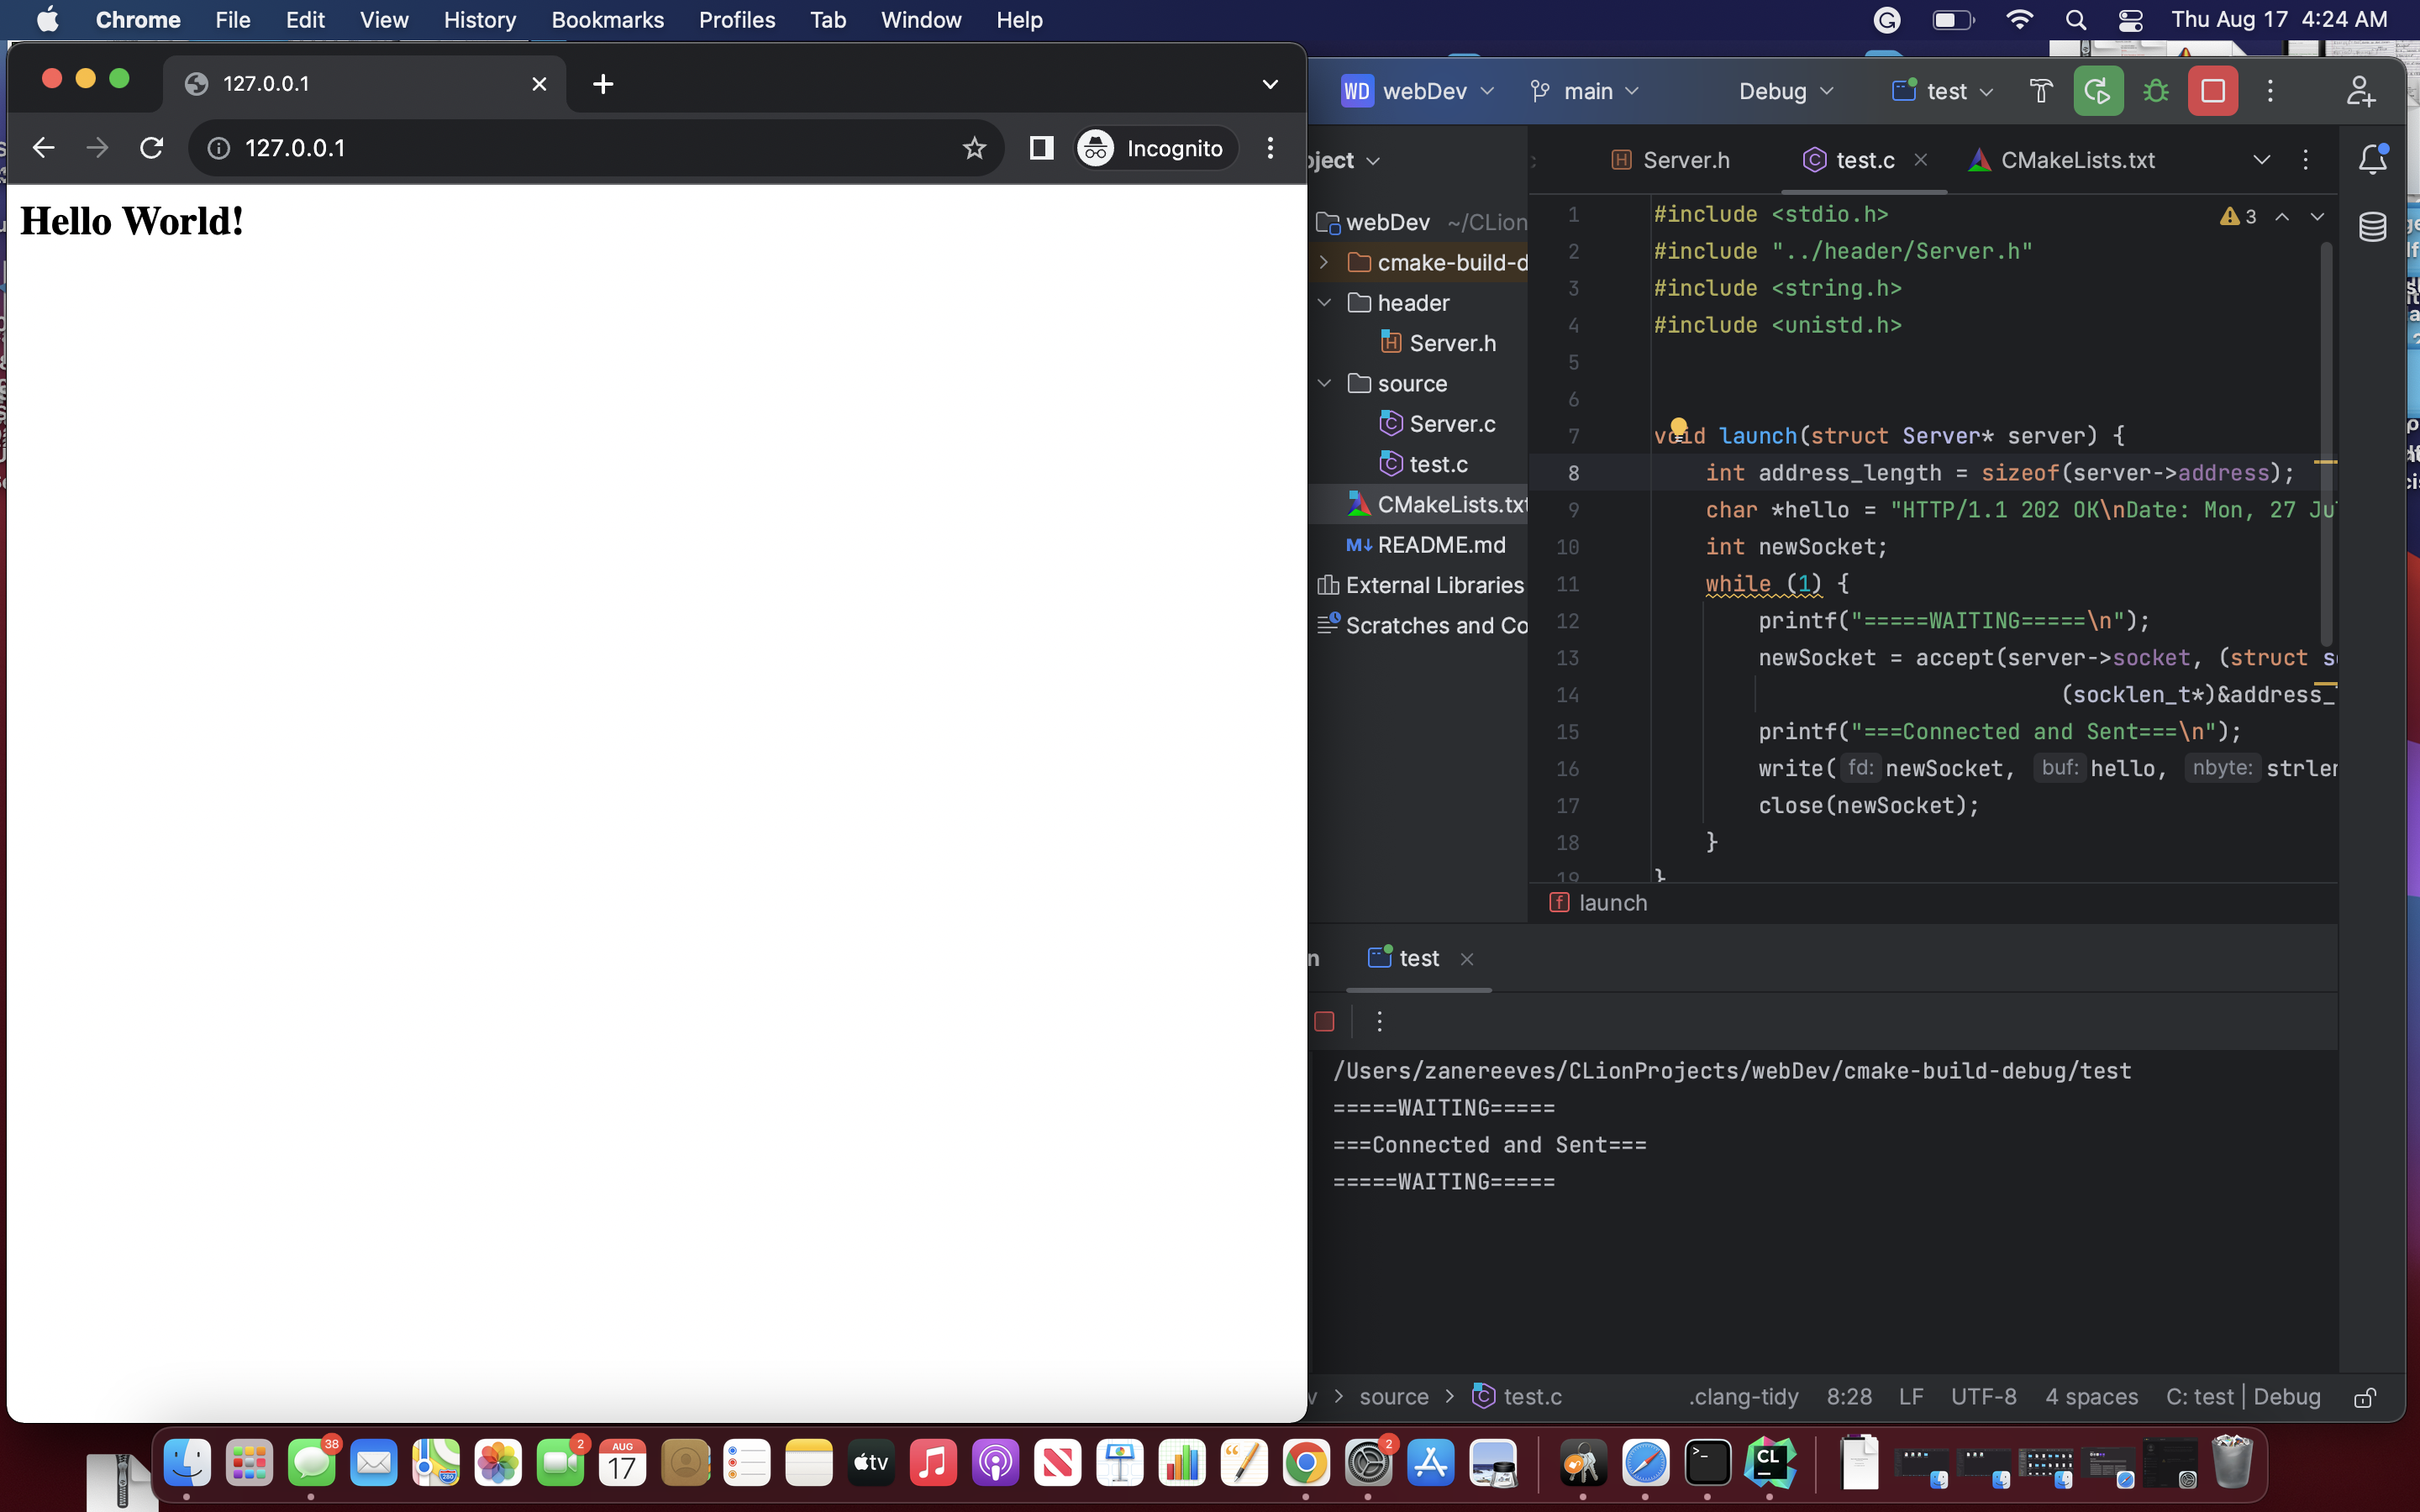 Chrome File Edit View History Bookmarks Profiles Tab Window Help
Thu Aug 17 4:24 AM
127.0.0.1
127.0.0.1
Incognito
Hello World!
WD webDev main Debug test
Server.h test.c CMakeLists.txt
webDev ~/CLion
cmake-build-d
header
Server.h
source
Server.c
test.c
CMakeLists.txt
README.md
External Libraries
Scratches and Co
3
1 #include <stdio.h>
2 #include "../header/Server.h"
3 #include <string.h>
4 #include <unistd.h>
5
6
7 void launch(struct Server* server) {
8 int address_length = sizeof(server->address);
9 char *hello = "HTTP/1.1 202 OK\nDate: Mon, 27 Ju
10 int newSocket;
11 while (1) {
12 printf("=====WAITING=====\n");
13 newSocket = accept(server->socket, (struct s
14 (socklen_t*)&address_
15 printf("===Connected and Sent===\n");
16 write( fd: newSocket, buf: hello, nbyte: strlen
17 close(newSocket);
18 }
19 }
launch
test
/Users/zanereeves/CLionProjects/webDev/cmake-build-debug/test
=====WAITING=====
===Connected and Sent===
=====WAITING=====
source > test.c
.clang-tidy 8:28 LF UTF-8 4 spaces C: test | Debug
38
2
AUG
17
tv
2
CL